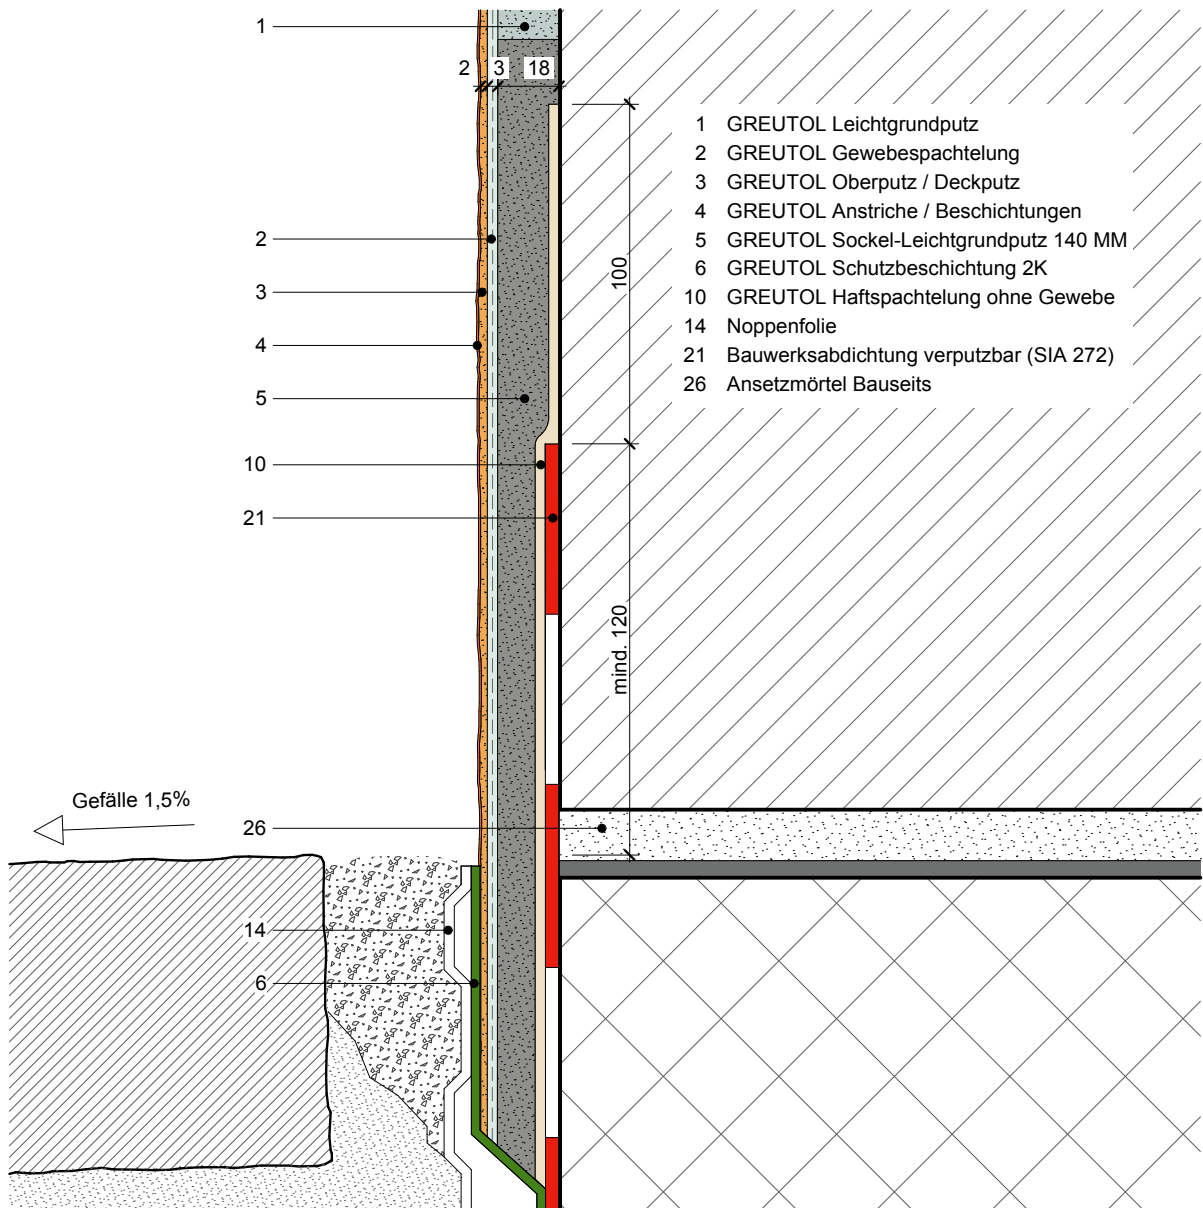 1
2 3 18
1 GREUTOL Leichtgrundputz
2 GREUTOL Gewebespachtelung
3 GREUTOL Oberputz / Deckputz
4 GREUTOL Anstriche / Beschichtungen
5 GREUTOL Sockel-Leichtgrundputz 140 MM
6 GREUTOL Schutzbeschichtung 2K
10 GREUTOL Haftspachtelung ohne Gewebe
14 Noppenfolie
21 Bauwerksabdichtung verputzbar (SIA 272)
26 Ansetzmörtel Bauseits
2
3
4
5
10
21
100
mind. 120
Gefälle 1,5%
26
14
6